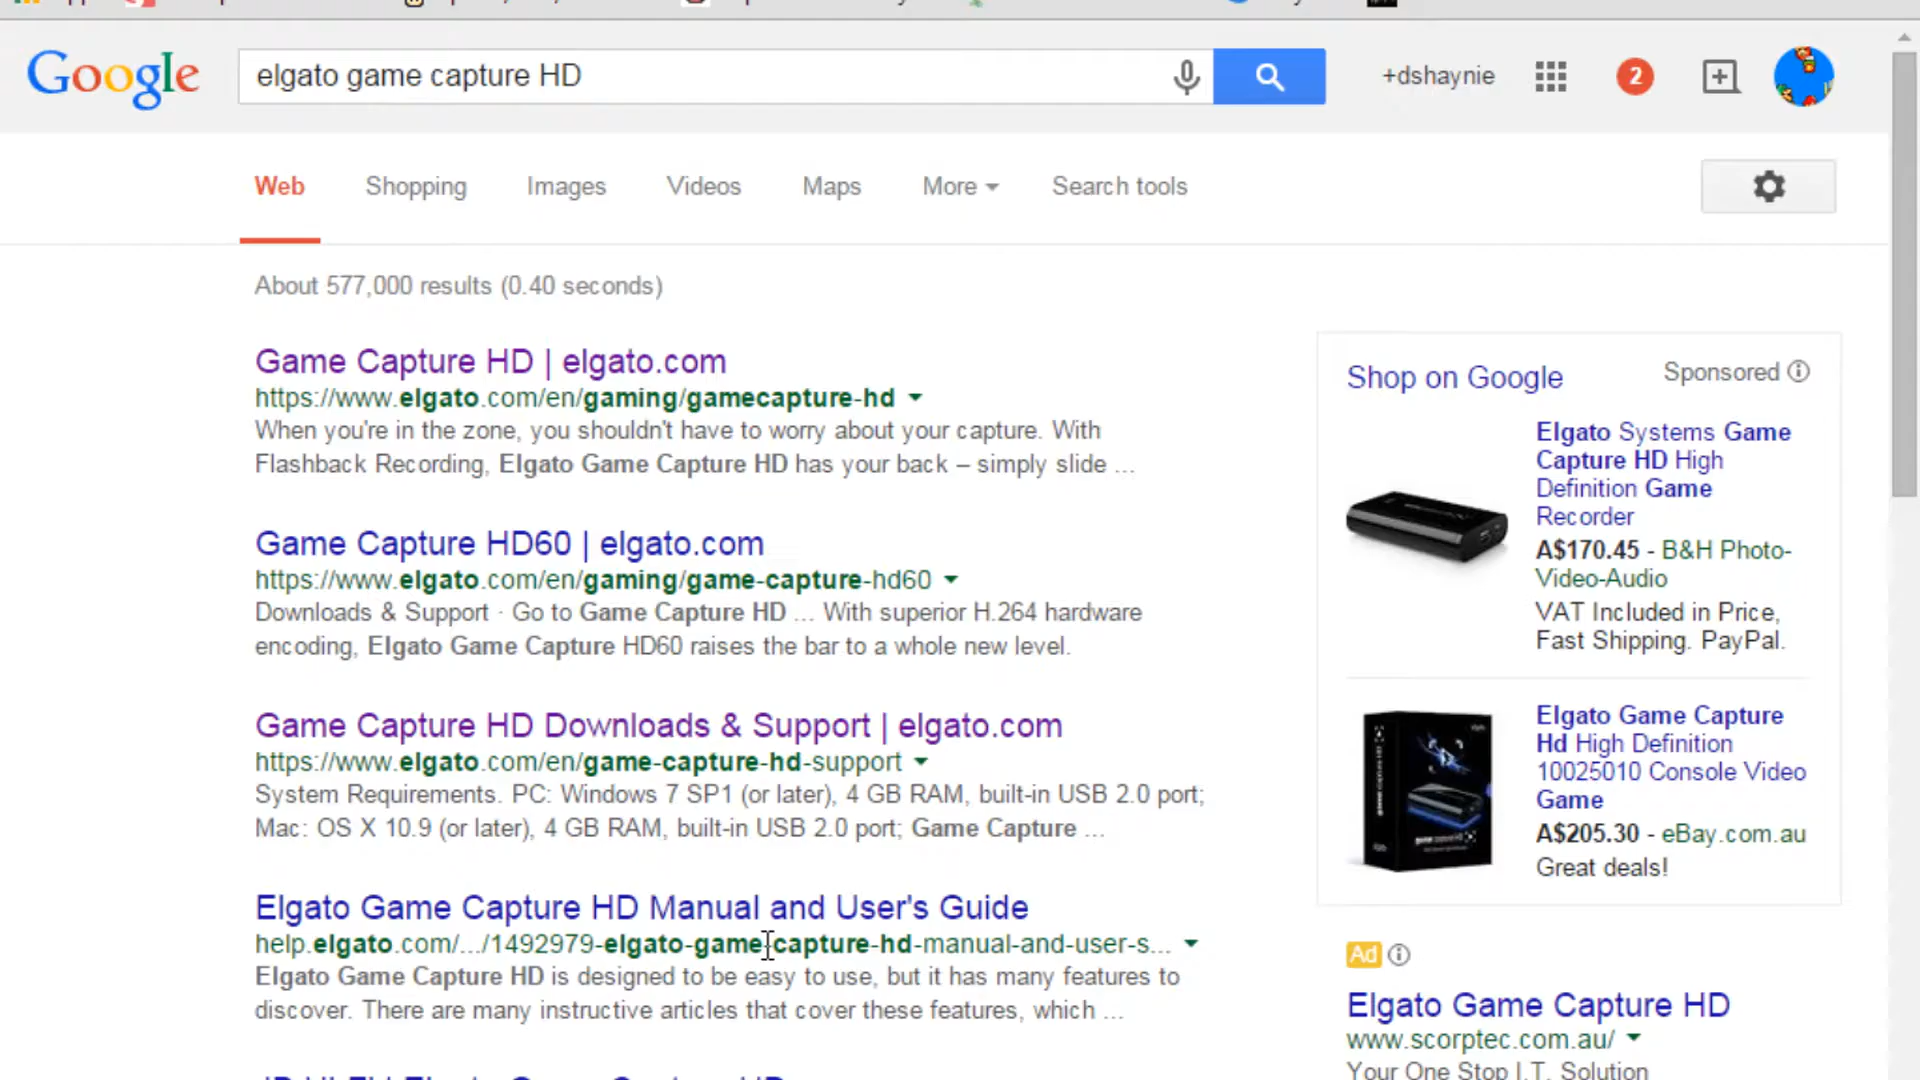 Google
elgato game capture HD
+dshaynie
2
Web Shopping Images Videos Maps More Search tools
About 577,000 results (0.40 seconds)
Game Capture HD | elgato.com
https://www.elgato.com/en/gaming/gamecapture-hd
When you're in the zone, you shouldn't have to worry about your capture. With
Flashback Recording, Elgato Game Capture HD has your back – simply slide ...
Game Capture HD60 | elgato.com
https://www.elgato.com/en/gaming/game-capture-hd60
Downloads & Support · Go to Game Capture HD ... With superior H.264 hardware
encoding, Elgato Game Capture HD60 raises the bar to a whole new level.
Game Capture HD Downloads & Support | elgato.com
https://www.elgato.com/en/game-capture-hd-support
System Requirements. PC: Windows 7 SP1 (or later), 4 GB RAM, built-in USB 2.0 port;
Mac: OS X 10.9 (or later), 4 GB RAM, built-in USB 2.0 port; Game Capture ...
Elgato Game Capture HD Manual and User's Guide
help.elgato.com/.../1492979-elgato-game-capture-hd-manual-and-user-s...
Elgato Game Capture HD is designed to be easy to use, but it has many features to
discover. There are many instructive articles that cover these features, which ...
Shop on Google Sponsored
Elgato Systems Game
Capture HD High
Definition Game
Recorder
A$170.45 - B&H Photo-
Video-Audio
VAT Included in Price,
Fast Shipping. PayPal.
Elgato Game Capture
Hd High Definition
10025010 Console Video
Game
A$205.30 - eBay.com.au
Great deals!
Ad
Elgato Game Capture HD
www.scorptec.com.au/
Your One Stop I.T. Solution